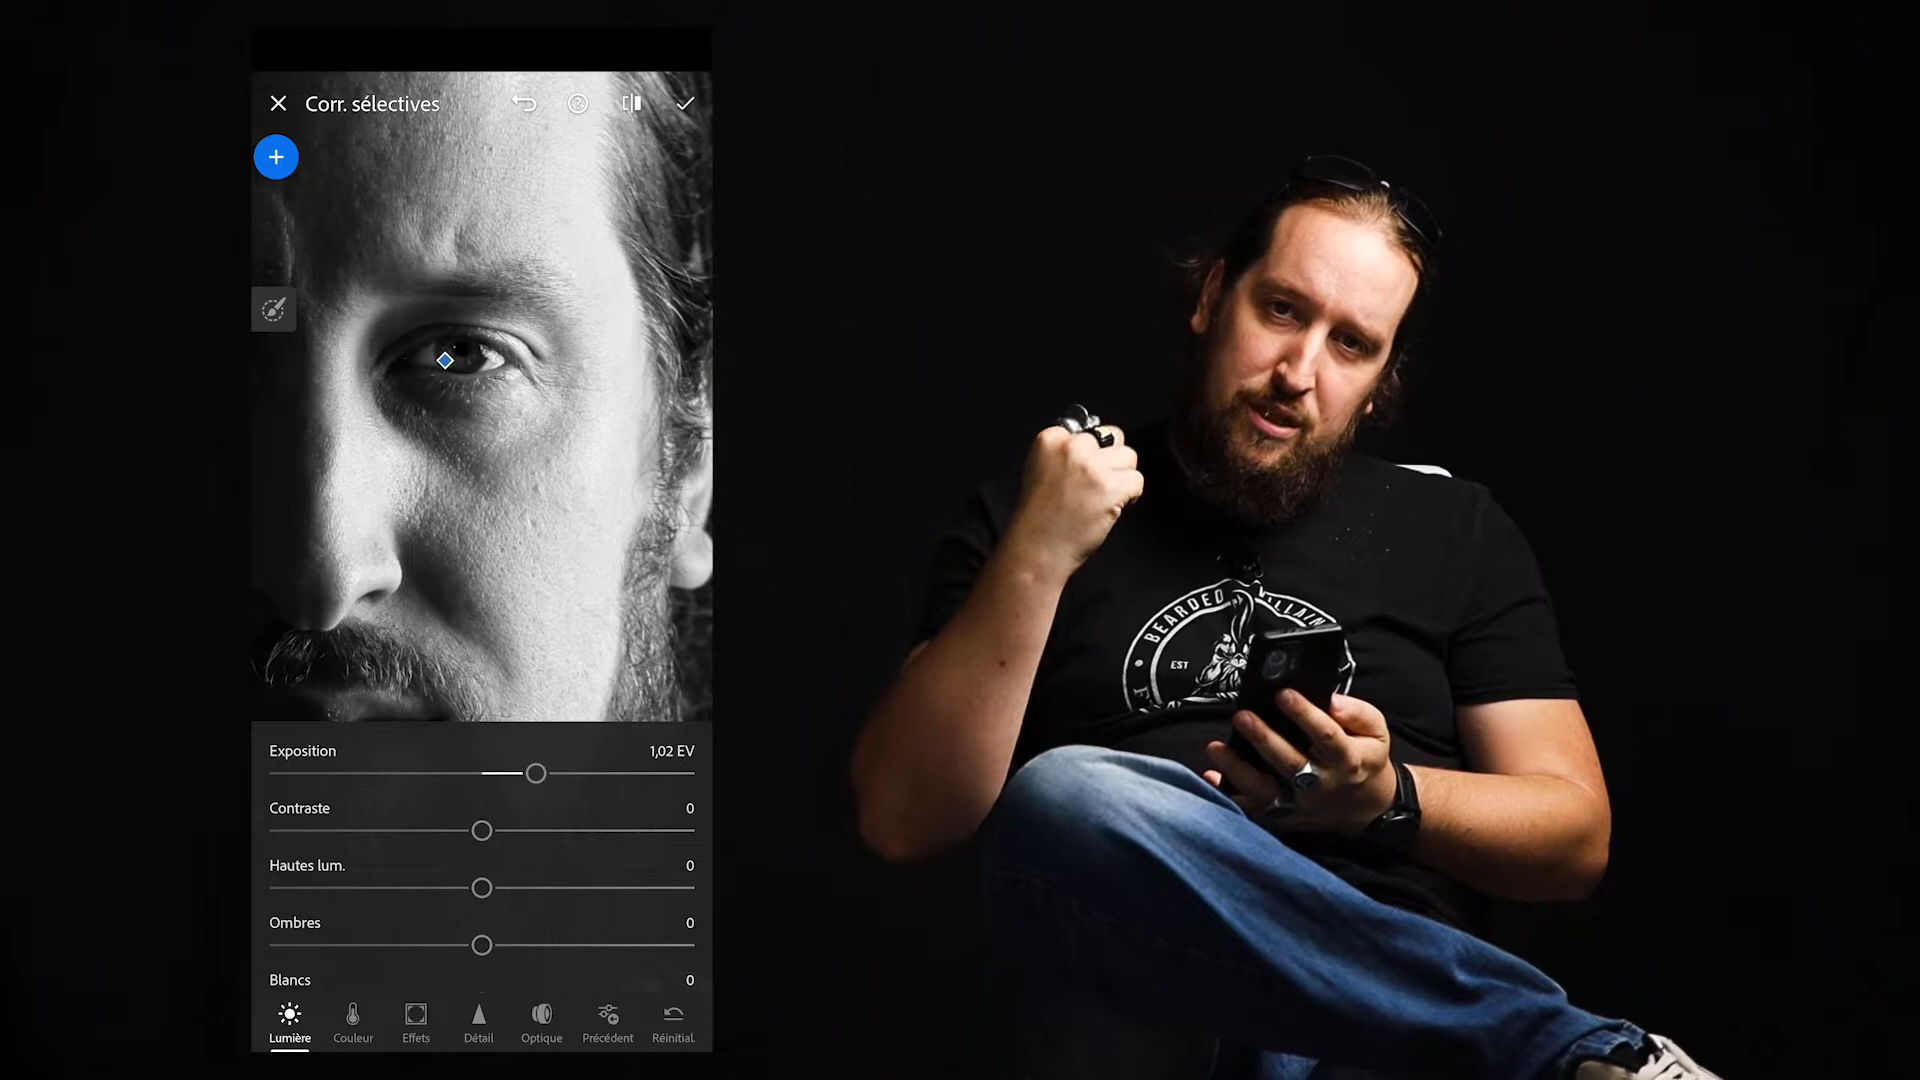 Corr. sélectives
Exposition 1,02 EV
Contraste 0
Hautes lum. 0
Ombres 0
Blancs 0
Lumière Couleur Effets Détail Optique Précédent Réinitial.
BEARDED VILLAIN
EST